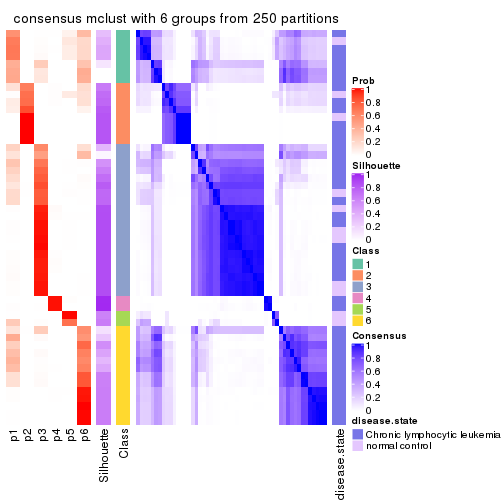 consensus mclust with 6 groups from 250 partitions
Prob
1
0.8
0.6
0.4
0.2
0
Silhouette
1
0.8
0.6
0.4
0.2
0
Class
1
2
3
4
5
6
Consensus
1
0.8
0.6
0.4
0.2
0
disease.state
Chronic lymphocytic leukemia
normal control
p1
p2
p3
p4
p5
p6
Silhouette
Class
disease.state